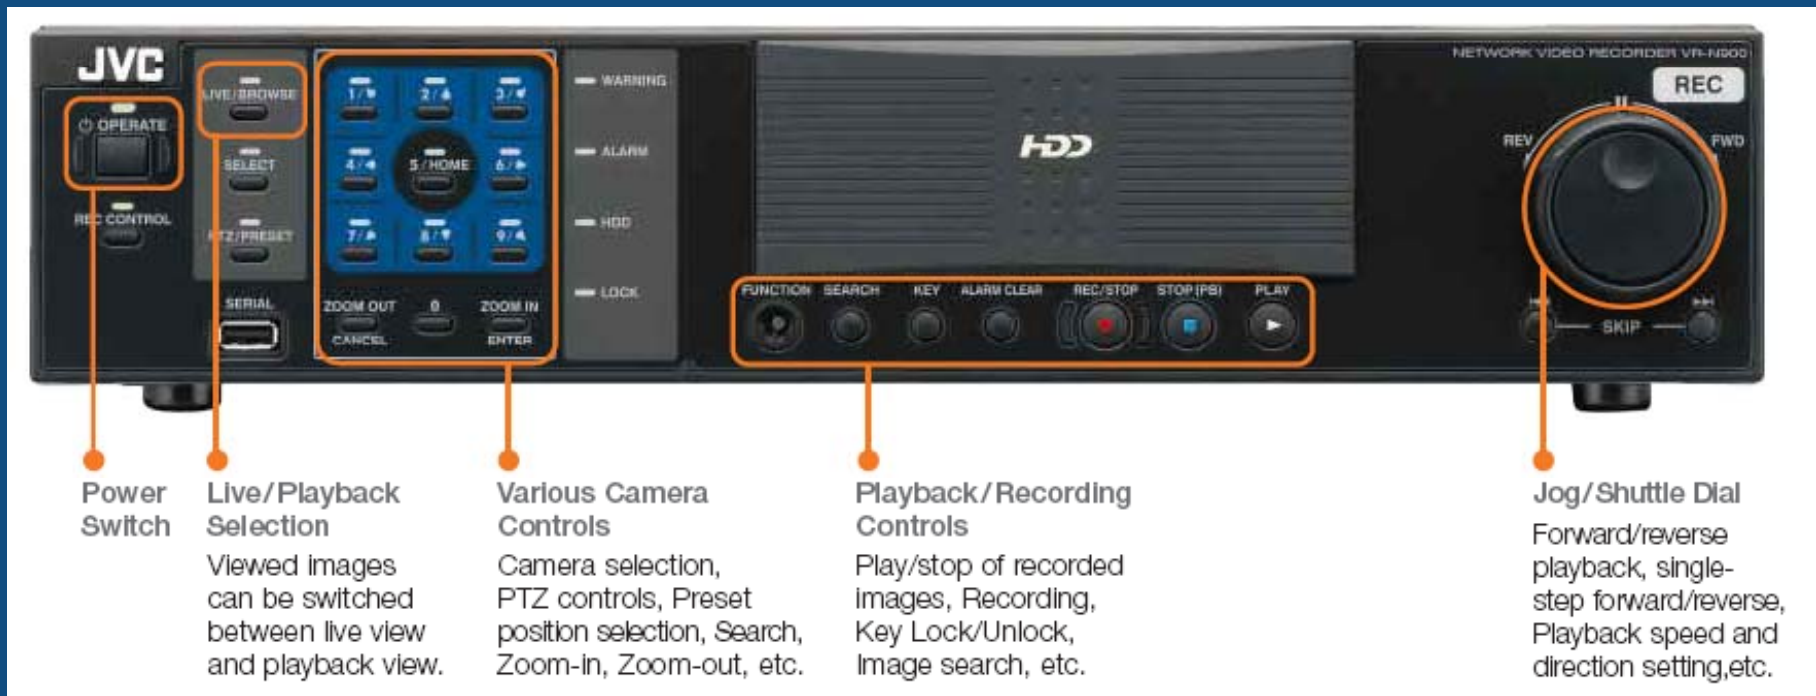 JVC
NETWORK VIDEO RECORDER VR-N900
REC
OPERATE
LIVE/BROWSE
SELECT
REC CONTROL
PTZ/PRESET
SERIAL
1/
2/
3/
4/
5/HOME
6/
7/
8/
9/
ZOOM OUT
0
ZOOM IN
CANCEL
ENTER
WARNING
ALARM
HDD
LOCK
HDD
FUNCTION SEARCH KEY ALARM CLEAR REC/STOP STOP(PB) PLAY
REV
FWD
SKIP
Power
Switch
Live/Playback
Selection
Viewed images
can be switched
between live view
and playback view.
Various Camera
Controls
Camera selection,
PTZ controls, Preset
position selection, Search,
Zoom-in, Zoom-out, etc.
Playback/Recording
Controls
Play/stop of recorded
images, Recording,
Key Lock/Unlock,
Image search, etc.
Jog/Shuttle Dial
Forward/reverse
playback, single-
step forward/reverse,
Playback speed and
direction setting,etc.